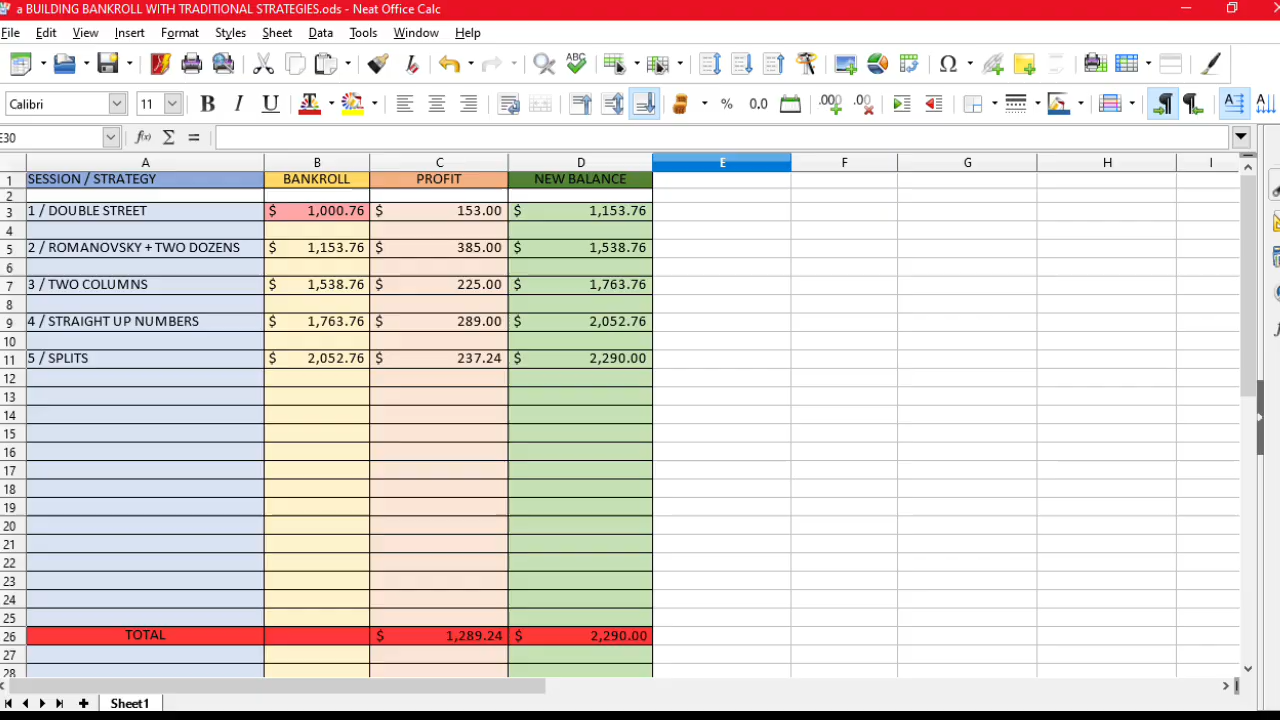 a BUILDING BANKROLL WITH TRADITIONAL STRATEGIES.ods - Neat Office Calc
File Edit View Insert Format Styles Sheet Data Tools Window Help
Calibri 11 % 0.0 .000 .00
E30
A B C D E F G H I
1 SESSION / STRATEGY BANKROLL PROFIT NEW BALANCE
2
3 1 / DOUBLE STREET $ 1,000.76 $ 153.00 $ 1,153.76
4
5 2 / ROMANOVSKY + TWO DOZENS $ 1,153.76 $ 385.00 $ 1,538.76
6
7 3 / TWO COLUMNS $ 1,538.76 $ 225.00 $ 1,763.76
8
9 4 / STRAIGHT UP NUMBERS $ 1,763.76 $ 289.00 $ 2,052.76
10
11 5 / SPLITS $ 2,052.76 $ 237.24 $ 2,290.00
12
13
14
15
16
17
18
19
20
21
22
23
24
25
26 TOTAL $ 1,289.24 $ 2,290.00
27
28
Sheet1